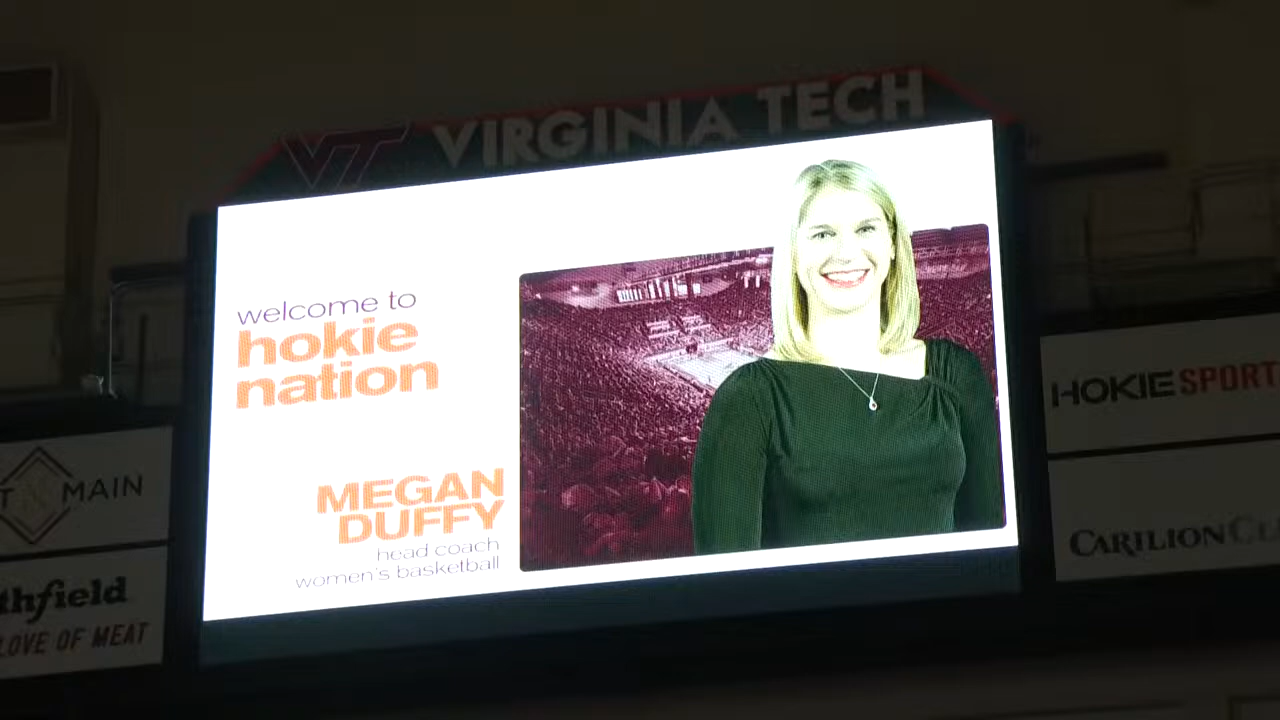 VT VIRGINIA TECH
welcome to
hokie
nation
MEGAN
DUFFY
head coach
women's basketball
MAIN
thfield
LOVE OF MEAT
HOKIESPORT
CARILION